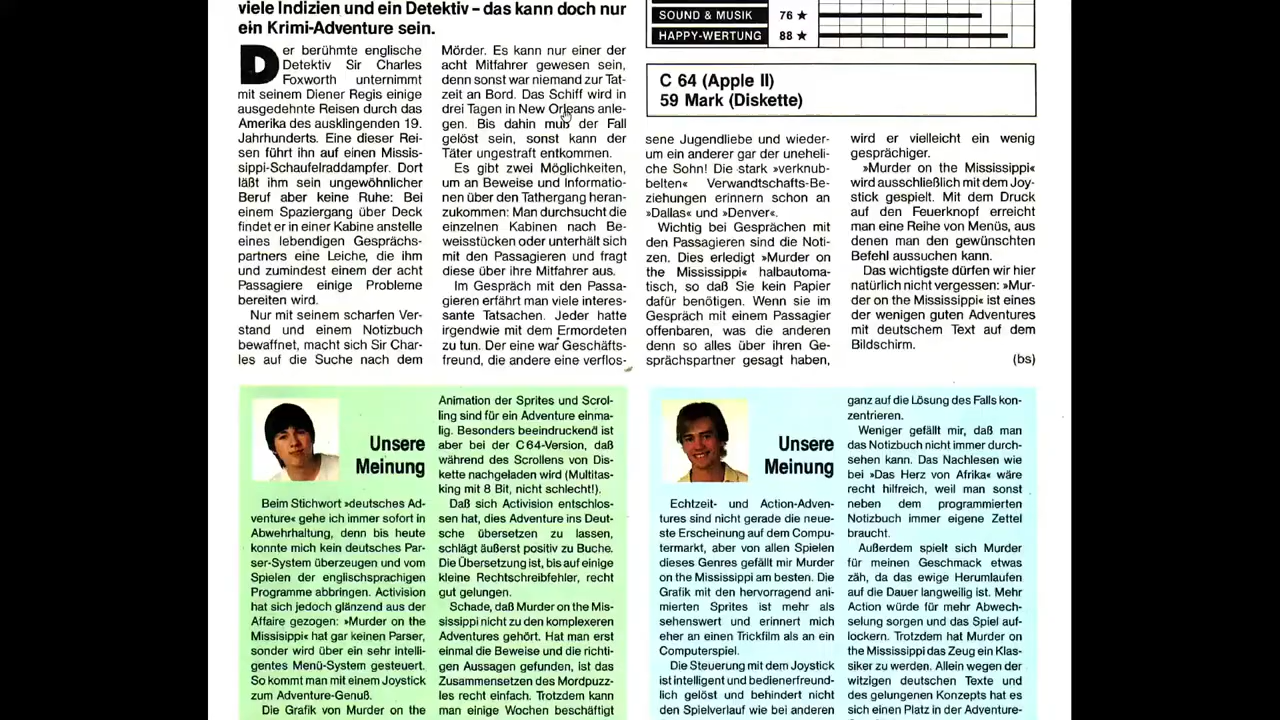 viele Indizien und ein Detektiv – das kann doch nur
ein Krimi-Adventure sein.
SOUND & MUSIK 76 ★
HAPPY-WERTUNG 88 ★
C 64 (Apple II)
59 Mark (Diskette)
Der berühmte englische
Detektiv Sir Charles
Foxworth unternimmt
mit seinem Diener Regis einige
ausgedehnte Reisen durch das
Amerika des ausklingenden 19.
Jahrhunderts. Eine dieser Rei-
sen führt ihn auf einen Missis-
sippi-Schaufelraddampfer. Dort
läßt ihm sein ungewöhnlicher
Beruf aber keine Ruhe: Bei
einem Spaziergang über Deck
findet er in einer Kabine anstelle
eines lebendigen Gesprächs-
partners eine Leiche, die ihm
und zumindest einem der acht
Passagiere einige Probleme
bereiten wird.
Nur mit seinem scharfen Ver-
stand und einem Notizbuch
bewaffnet, macht sich Sir Char-
les auf die Suche nach dem
Mörder. Es kann nur einer der
acht Mitfahrer gewesen sein,
denn sonst war niemand zur Tat-
zeit an Bord. Das Schiff wird in
drei Tagen in New Orleans anle-
gen. Bis dahin muß der Fall
gelöst sein, sonst kann der
Täter ungestraft entkommen.
Es gibt zwei Möglichkeiten,
um an Beweise und Informatio-
nen über den Tathergang heran-
zukommen: Man durchsucht die
einzelnen Kabinen nach Be-
weisstücken oder unterhält sich
mit den Passagieren und fragt
diese über ihre Mitfahrer aus.
Im Gespräch mit den Passa-
gieren erfährt man viele interes-
sante Tatsachen. Jeder hatte
irgendwie mit dem Ermordeten
zu tun. Der eine war Geschäfts-
freund, die andere eine verflos-
sene Jugendliebe und wieder-
um ein anderer gar der uneheli-
che Sohn! Die stark »verknub-
belten« Verwandtschafts-Be-
ziehungen erinnern schon an
»Dallas« und »Denver«.
Wichtig bei Gesprächen mit
den Passagieren sind die Noti-
zen. Dies erledigt »Murder on
the Mississippi« halbautoma-
tisch, so daß Sie kein Papier
dafür benötigen. Wenn sie im
Gespräch mit einem Passagier
offenbaren, was die anderen
denn so alles über ihren Ge-
sprächspartner gesagt haben,
wird er vielleicht ein wenig
gesprächiger.
»Murder on the Mississippi«
wird ausschließlich mit dem Joy-
stick gespielt. Mit dem Druck
auf den Feuerknopf erreicht
man eine Reihe von Menüs, aus
denen man den gewünschten
Befehl aussuchen kann.
Das wichtigste dürfen wir hier
natürlich nicht vergessen: »Mur-
der on the Mississippi« ist eines
der wenigen guten Adventures
mit deutschem Text auf dem
Bildschirm.
(bs)
Unsere
Meinung
Beim Stichwort »deutsches Ad-
venture« gehe ich immer sofort in
Abwehrhaltung, denn bis heute
konnte mich kein deutsches Par-
ser-System überzeugen und vom
Spielen der englischsprachigen
Programme abbringen. Activision
hat sich jedoch glänzend aus der
Affaire gezogen: »Murder on the
Mississippi« hat gar keinen Parser,
sonder wird über ein sehr intelli-
gentes Menü-System gesteuert.
So kommt man mit einem Joystick
zum Adventure-Genuß.
Die Grafik von Murder on the
Animation der Sprites und Scrol-
ling sind für ein Adventure einma-
lig. Besonders beeindruckend ist
aber bei der C 64-Version, daß
während des Scrollens von Dis-
kette nachgeladen wird (Multitas-
king mit 8 Bit, nicht schlecht!).
Daß sich Activision entschlos-
sen hat, dies Adventure ins Deut-
sche übersetzen zu lassen,
schlägt äußerst positiv zu Buche.
Die Übersetzung ist, bis auf einige
kleine Rechtschreibfehler, recht
gut gelungen.
Schade, daß Murder on the Mis-
sissippi nicht zu den komplexeren
Adventures gehört. Hat man erst
einmal die Beweise und die richti-
gen Aussagen gefunden, ist das
Zusammensetzen des Mordpuzz-
les recht einfach. Trotzdem kann
man einige Wochen beschäftigt
Unsere
Meinung
Echtzeit- und Action-Adven-
tures sind nicht gerade die neue-
ste Erscheinung auf dem Compu-
termarkt, aber von allen Spielen
dieses Genres gefällt mir Murder
on the Mississippi am besten. Die
Grafik mit den hervorragend ani-
mierten Sprites ist mehr als
sehenswert und erinnert mich
eher an einen Trickfilm als an ein
Computerspiel.
Die Steuerung mit dem Joystick
ist intelligent und bedienerfreund-
lich gelöst und behindert nicht
den Spielverlauf wie bei anderen
ganz auf die Lösung des Falls kon-
zentrieren.
Weniger gefällt mir, daß man
das Notizbuch nicht immer durch-
sehen kann. Das Nachlesen wie
bei »Das Herz von Afrika« wäre
recht hilfreich, weil man sonst
neben dem programmierten
Notizbuch immer eigene Zettel
braucht.
Außerdem spielt sich Murder
für meinen Geschmack etwas
zäh, da das ewige Herumlaufen
auf die Dauer langweilig ist. Mehr
Action würde für mehr Abwech-
selung sorgen und das Spiel auf-
lockern. Trotzdem hat Murder on
the Mississippi das Zeug ein Klas-
siker zu werden. Allein wegen der
witzigen deutschen Texte und
des gelungenen Konzepts hat es
sich einen Platz in der Adventure-